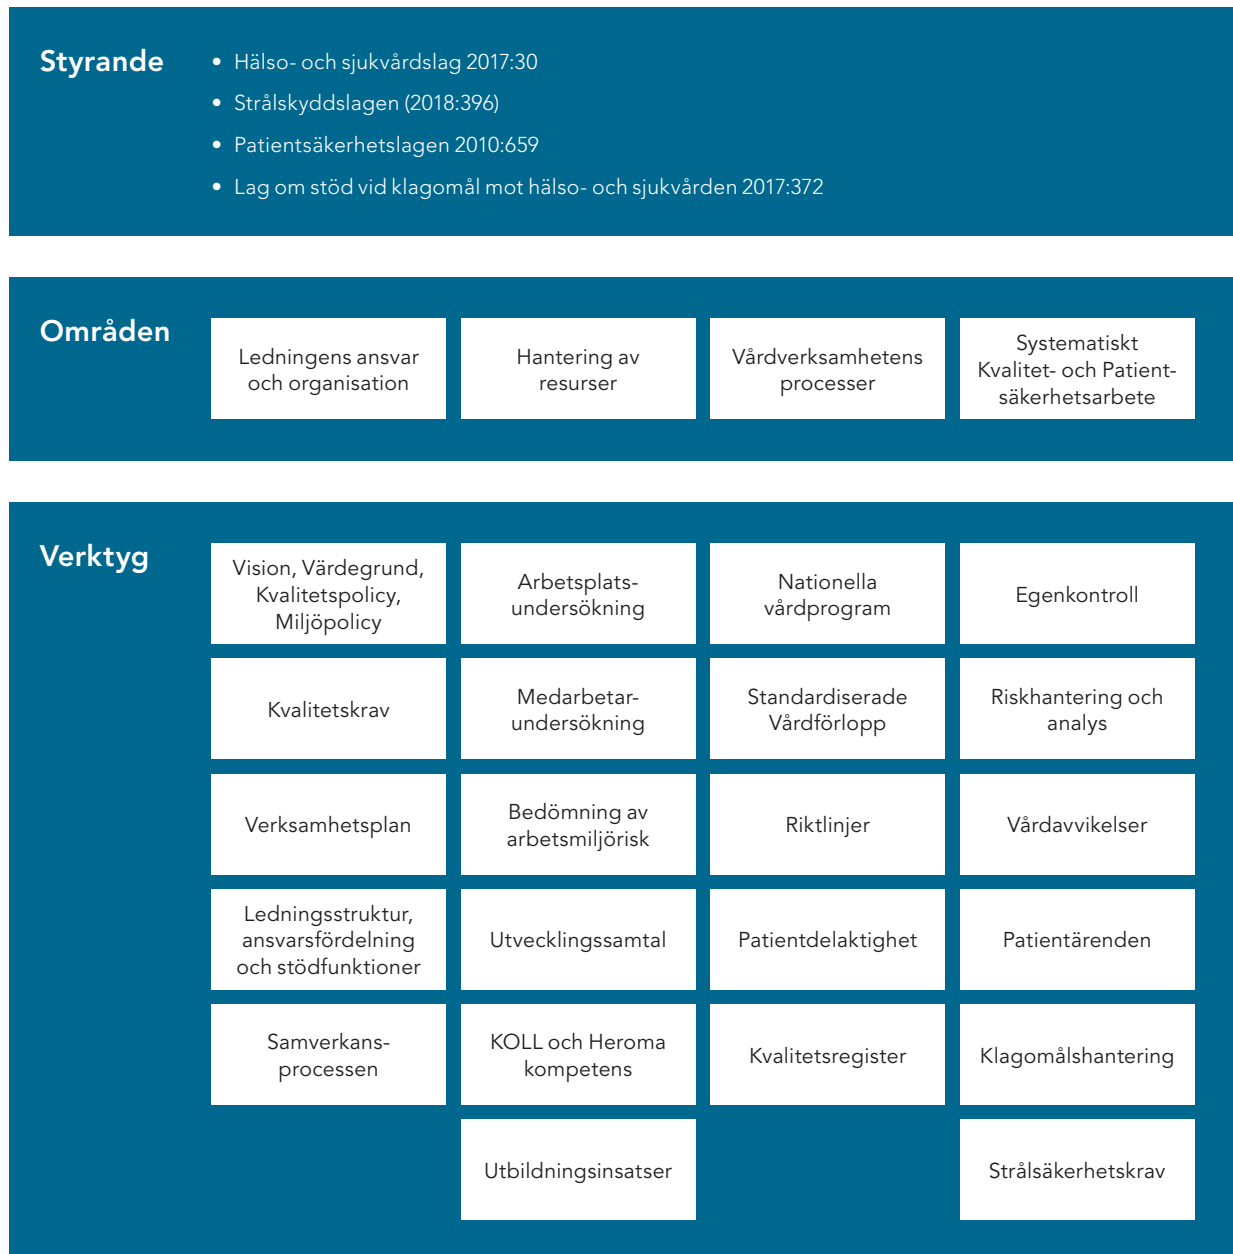 Styrande
• Hälso- och sjukvårdslag 2017:30
• Strålskyddslagen (2018:396)
• Patientsäkerhetslagen 2010:659
• Lag om stöd vid klagomål mot hälso- och sjukvården 2017:372
Områden
Ledningens ansvar
och organisation
Hantering av
resurser
Vårdverksamhetens
processer
Systematiskt
Kvalitet- och Patient-
säkerhetsarbete
Verktyg
Vision, Värdegrund,
Kvalitetspolicy,
Miljöpolicy
Arbetsplats-
undersökning
Nationella
vårdprogram
Egenkontroll
Kvalitetskrav
Medarbetar-
undersökning
Standardiserade
Vårdförlopp
Riskhantering och
analys
Verksamhetsplan
Bedömning av
arbetsmiljörisk
Riktlinjer
Vårdavvikelser
Ledningsstruktur,
ansvarsfördelning
och stödfunktioner
Utvecklingssamtal
Patientdelaktighet
Patientärenden
Samverkans-
processen
KOLL och Heroma
kompetens
Kvalitetsregister
Klagomålshantering
Utbildningsinsatser
Strålsäkerhetskrav